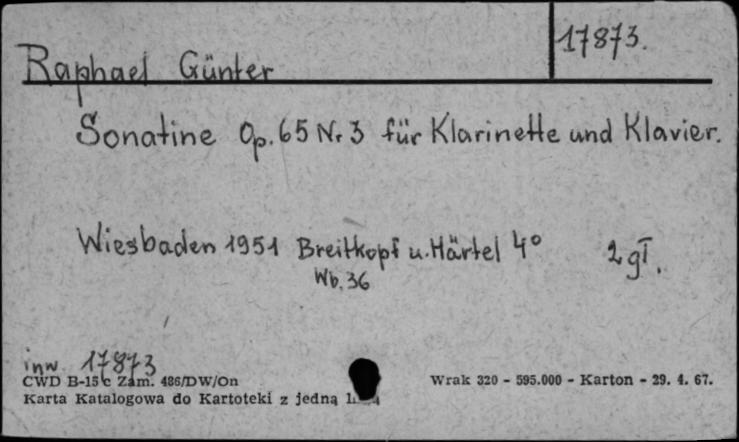 17873.
Raphael Günter
Sonatine Op. 65 Nr 3 für Klarinette und Klavier.
Wiesbaden 1951 Breitkopf u. Härtel 4° 2 gł.
Wb. 36
inw. 17873
CWD B-15 c Zam. 486/DW/On Wrak 320 - 595.000 - Karton - 29. 4. 67.
Karta Katalogowa do Kartoteki z jedną